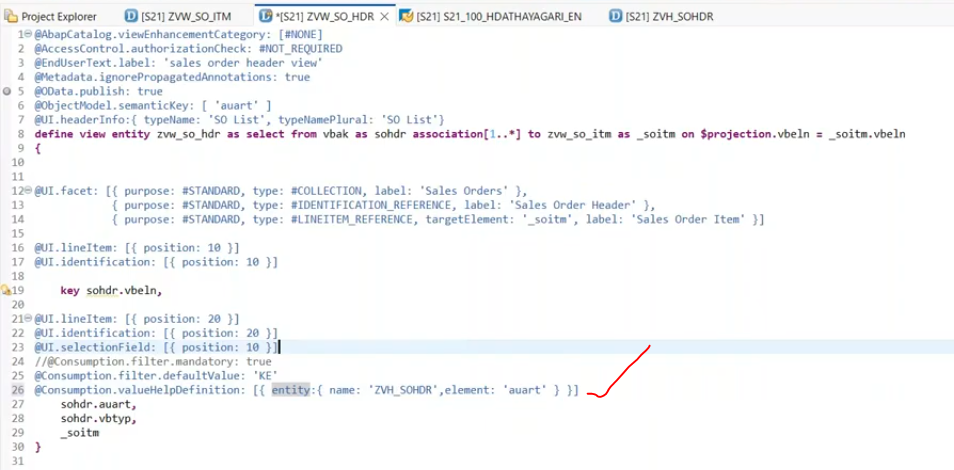 Project Explorer [S21] ZVW_SO_ITM *[S21] ZVW_SO_HDR [S21] S21_100_HDATHAYAGARI_EN [S21] ZVH_SOHDR
1 @AbapCatalog.viewEnhancementCategory: [#NONE]
2 @AccessControl.authorizationCheck: #NOT_REQUIRED
3 @EndUserText.label: 'sales order header view'
4 @Metadata.ignorePropagatedAnnotations: true
5 @OData.publish: true
6 @ObjectModel.semanticKey: [ 'auart' ]
7 @UI.headerInfo:{ typeName: 'SO List', typeNamePlural: 'SO List'}
8 define view entity zvw_so_hdr as select from vbak as sohdr association[1..*] to zvw_so_itm as _soitm on $projection.vbeln = _soitm.vbeln
9 {
10
11
12 @UI.facet: [{ purpose: #STANDARD, type: #COLLECTION, label: 'Sales Orders' },
13 { purpose: #STANDARD, type: #IDENTIFICATION_REFERENCE, label: 'Sales Order Header' },
14 { purpose: #STANDARD, type: #LINEITEM_REFERENCE, targetElement: '_soitm', label: 'Sales Order Item' }]
15
16 @UI.lineItem: [{ position: 10 }]
17 @UI.identification: [{ position: 10 }]
18
19 key sohdr.vbeln,
20
21 @UI.lineItem: [{ position: 20 }]
22 @UI.identification: [{ position: 20 }]
23 @UI.selectionField: [{ position: 10 }]
24 //@Consumption.filter.mandatory: true
25 @Consumption.filter.defaultValue: 'KE'
26 @Consumption.valueHelpDefinition: [{ entity:{ name: 'ZVH_SOHDR',element: 'auart' } }]
27 sohdr.auart,
28 sohdr.vbtyp,
29 _soitm
30 }
31